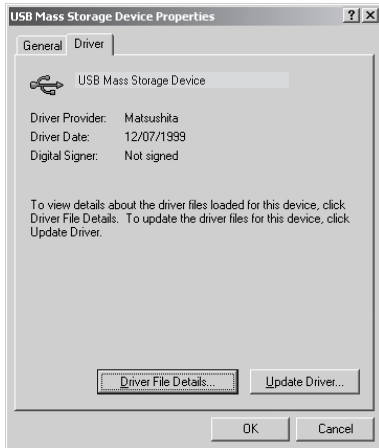 USB Mass Storage Device Properties
General Driver
USB Mass Storage Device
Driver Provider: Matsushita
Driver Date: 12/07/1999
Digital Signer: Not signed
To view details about the driver files loaded for this device, click
Driver File Details. To update the driver files for this device, click
Update Driver.
Driver File Details... Update Driver...
OK Cancel